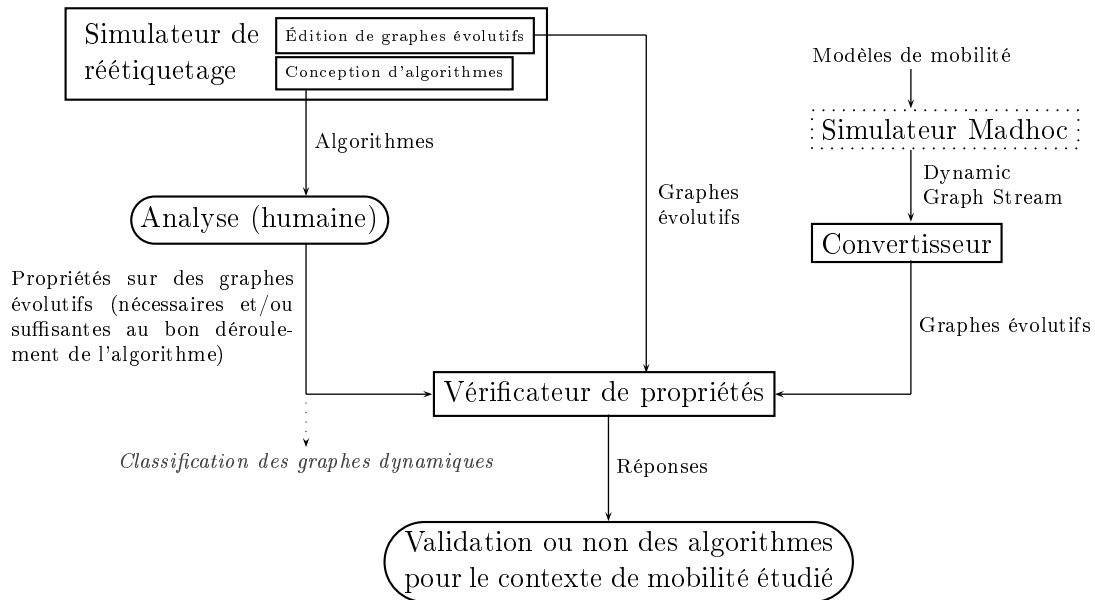 Simulateur de
réétiquetage
Édition de graphes évolutifs
Conception d'algorithmes
Algorithmes
Analyse (humaine)
Propriétés sur des graphes
évolutifs (nécessaires et/ou
suffisantes au bon déroule-
ment de l'algorithme)
Classification des graphes dynamiques
Graphes
évolutifs
Modèles de mobilité
Simulateur Madhoc
Dynamic
Graph Stream
Convertisseur
Graphes évolutifs
Vérificateur de propriétés
Réponses
Validation ou non des algorithmes
pour le contexte de mobilité étudié